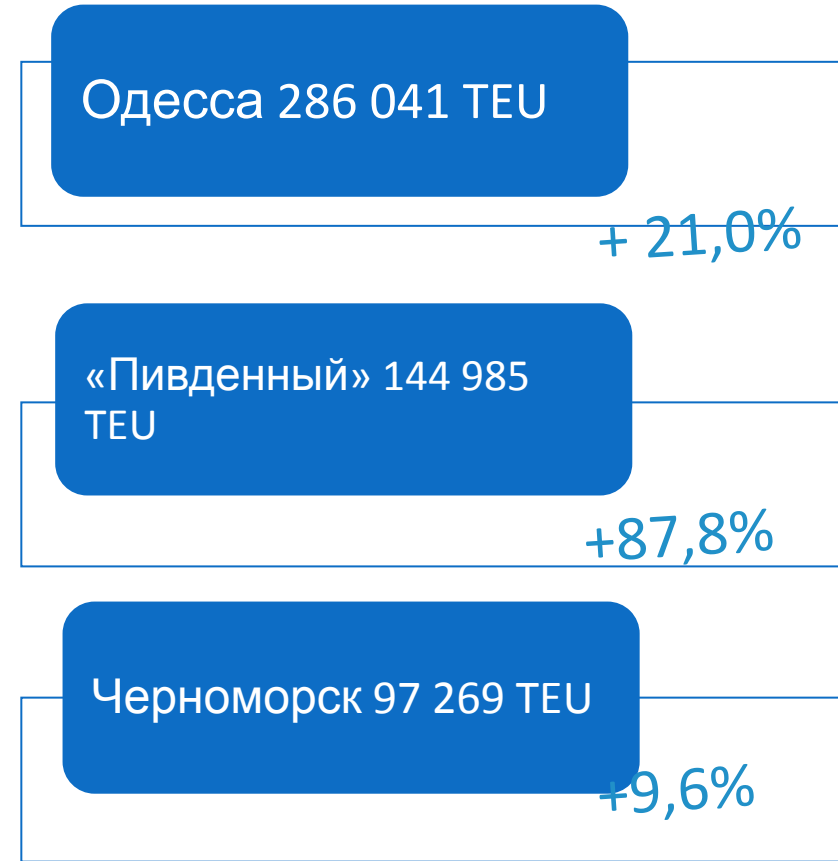 Одесса 286 041 TEU
+ 21,0%
«Пивденный» 144 985
TEU
+87,8%
Черноморск 97 269 TEU
+9,6%